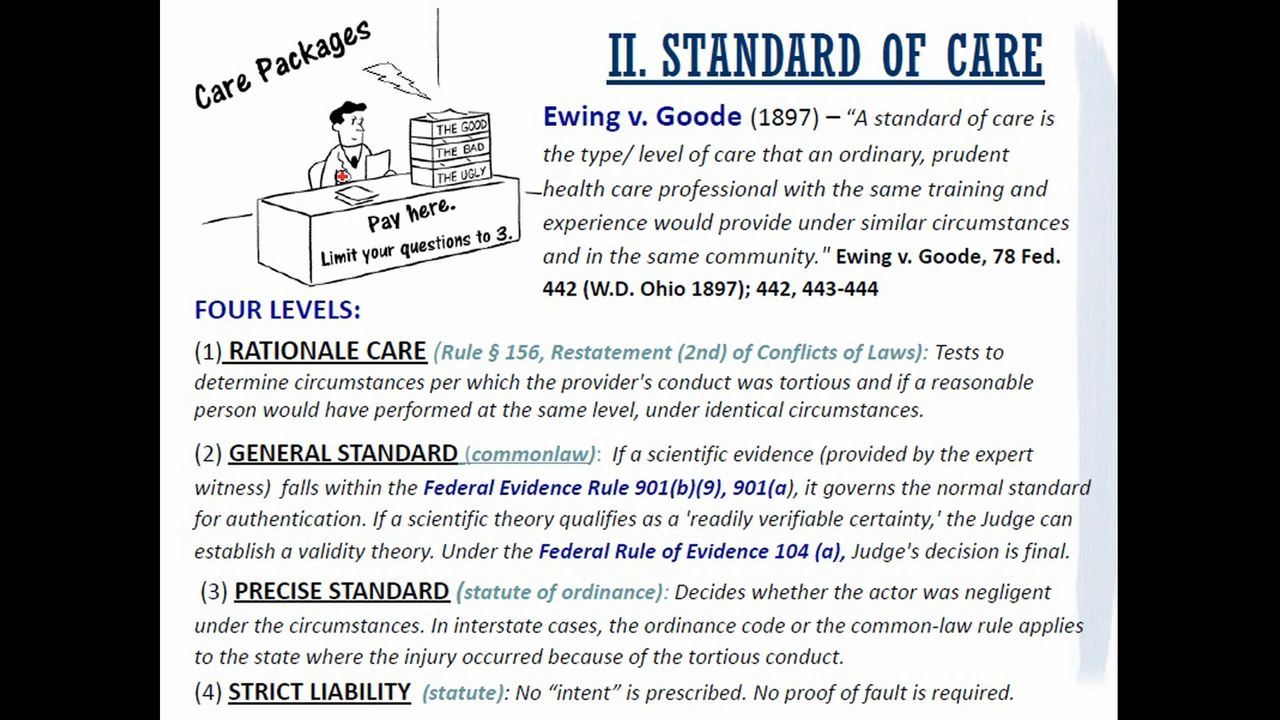 Care Packages
THE GOOD
THE BAD
THE UGLY
Pay here.
Limit your questions to 3.
II. STANDARD OF CARE
Ewing v. Goode (1897) – “A standard of care is
the type/ level of care that an ordinary, prudent
health care professional with the same training and
experience would provide under similar circumstances
and in the same community." Ewing v. Goode, 78 Fed.
442 (W.D. Ohio 1897); 442, 443-444
FOUR LEVELS:
(1) RATIONALE CARE (Rule § 156, Restatement (2nd) of Conflicts of Laws): Tests to
determine circumstances per which the provider's conduct was tortious and if a reasonable
person would have performed at the same level, under identical circumstances.
(2) GENERAL STANDARD (commonlaw): If a scientific evidence (provided by the expert
witness) falls within the Federal Evidence Rule 901(b)(9), 901(a), it governs the normal standard
for authentication. If a scientific theory qualifies as a 'readily verifiable certainty,' the Judge can
establish a validity theory. Under the Federal Rule of Evidence 104 (a), Judge's decision is final.
(3) PRECISE STANDARD (statute of ordinance): Decides whether the actor was negligent
under the circumstances. In interstate cases, the ordinance code or the common-law rule applies
to the state where the injury occurred because of the tortious conduct.
(4) STRICT LIABILITY (statute): No “intent” is prescribed. No proof of fault is required.